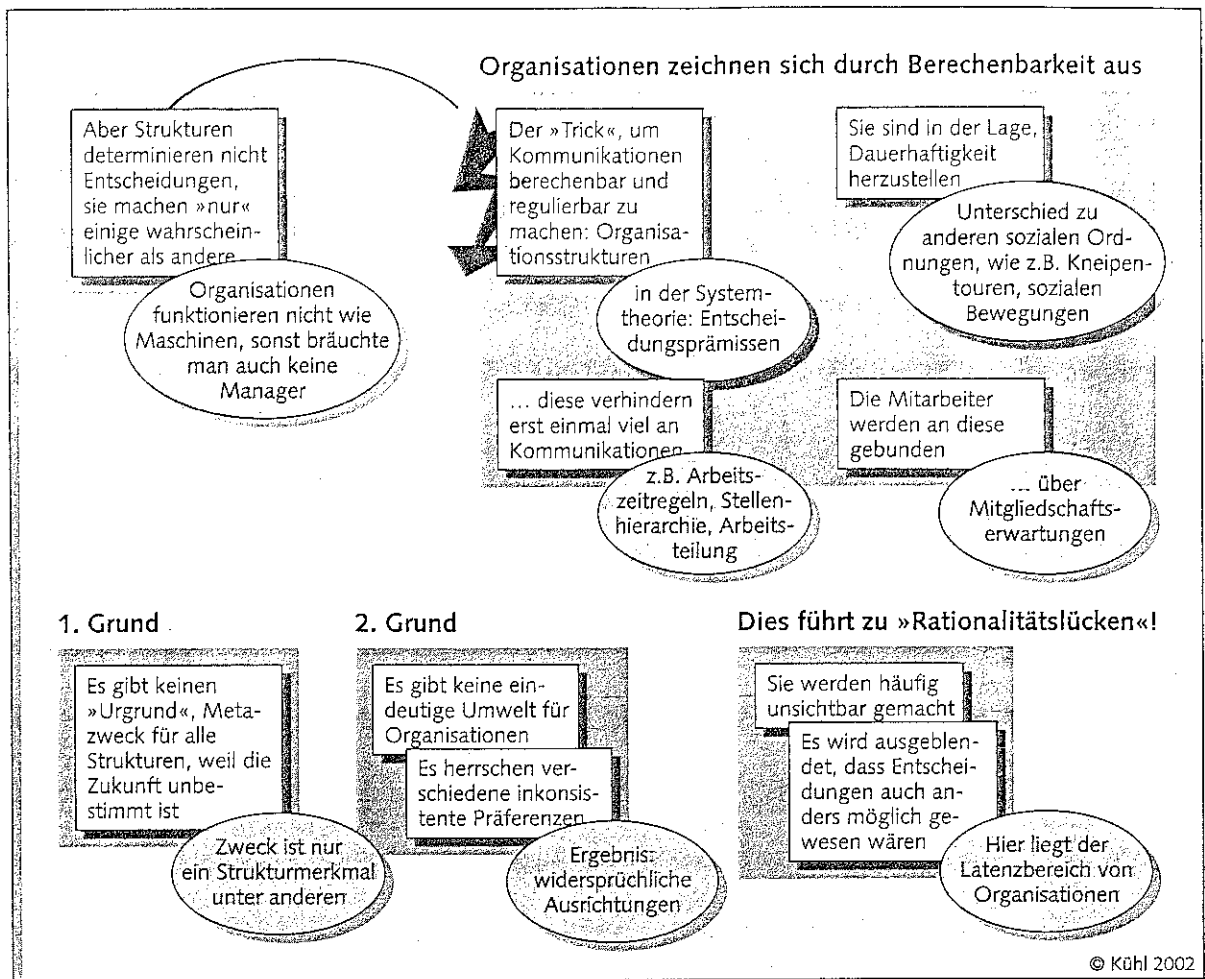 Organisationen zeichnen sich durch Berechenbarkeit aus
Aber Strukturen
determinieren nicht
Entscheidungen,
sie machen »nur«
einige wahrschein-
licher als andere
Organisationen
funktionieren nicht wie
Maschinen, sonst bräuchte
man auch keine
Manager
Der »Trick«, um
Kommunikationen
berechenbar und
regulierbar zu
machen: Organisa-
tionsstrukturen
in der System-
theorie: Entschei-
dungsprämissen
Sie sind in der Lage,
Dauerhaftigkeit
herzustellen
Unterschied zu
anderen sozialen Ord-
nungen, wie z.B. Kneipen-
touren, sozialen
Bewegungen
... diese verhindern
erst einmal viel an
Kommunikationen
z.B. Arbeits-
zeitregeln, Stellen-
hierarchie, Arbeits-
teilung
Die Mitarbeiter
werden an diese
gebunden
... über
Mitgliedschafts-
erwartungen
1. Grund
Es gibt keinen
»Urgrund«, Meta-
zweck für alle
Strukturen, weil die
Zukunft unbe-
stimmt ist
Zweck ist nur
ein Strukturmerkmal
unter anderen
2. Grund
Es gibt keine ein-
deutige Umwelt für
Organisationen
Es herrschen ver-
schiedene inkonsis-
tente Präferenzen
Ergebnis:
widersprüchliche
Ausrichtungen
Dies führt zu »Rationalitätslücken«!
Sie werden häufig
unsichtbar gemacht
Es wird ausgeblen-
det, dass Entschei-
dungen auch an-
ders möglich ge-
wesen wären
Hier liegt der
Latenzbereich von
Organisationen
© Kühl 2002